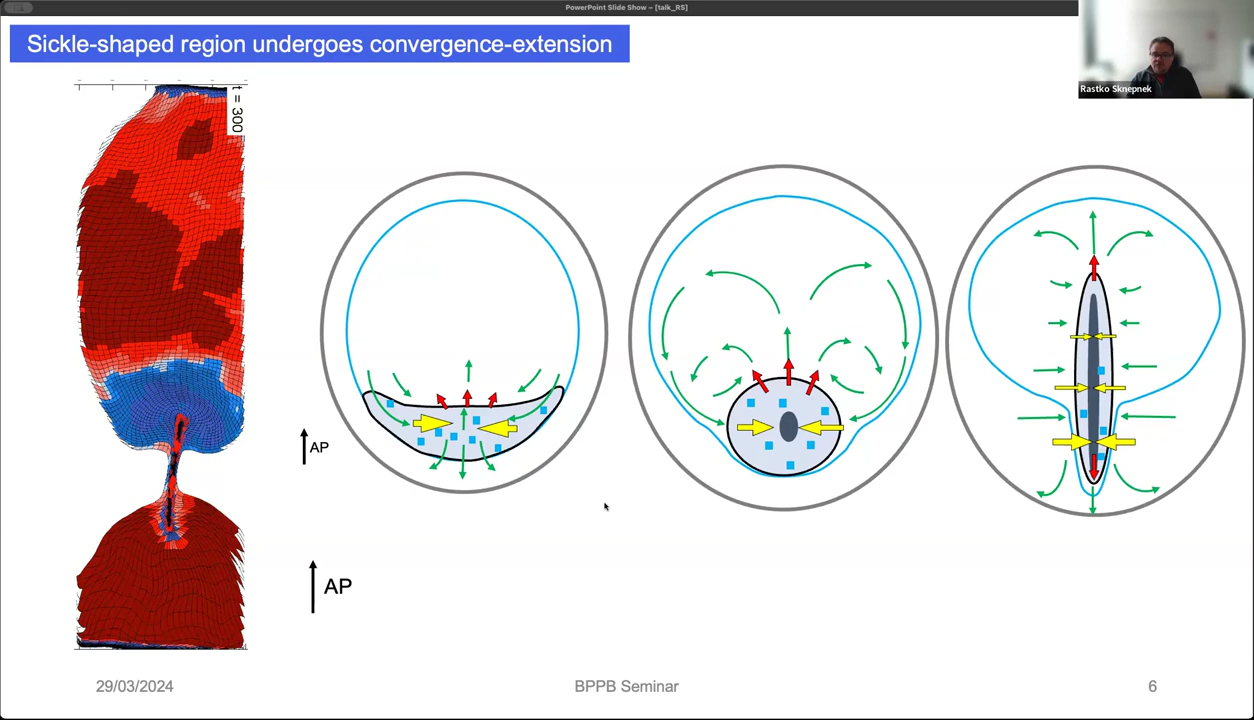 PowerPoint Slide Show – [talk_RS]
Sickle-shaped region undergoes convergence-extension
Rastko Sknepnek
t = 300
AP
AP
29/03/2024
BPPB Seminar
6